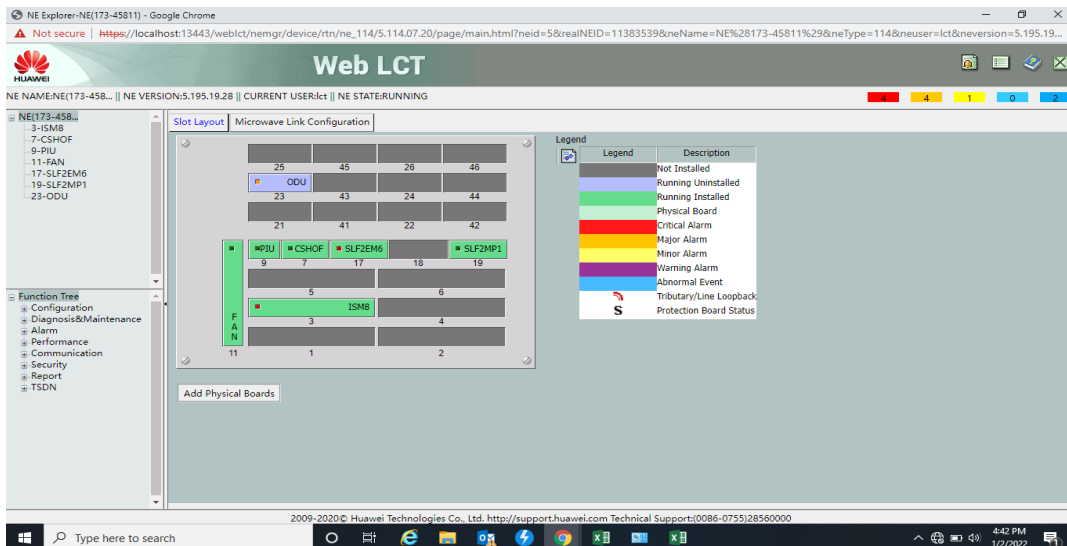 NE Explorer-NE(173-45811) - Google Chrome
Not secure | https://localhost:13443/weblct/nemgr/device/rtn/ne_114/5.114.07.20/page/main.html?neid=5&realNEID=11383539&neName=NE%28173-45811%29&neType=114&neuser=lct&neversion=5.195.19...
HUAWEI
Web LCT
NE NAME:NE(173-458... || NE VERSION:5.195.19.28 || CURRENT USER:lct || NE STATE:RUNNING
4 4 1 0 2
NE(173-458...
3-ISM8
7-CSHOF
9-PIU
11-FAN
17-SLF2EM6
19-SLF2MP1
23-ODU
Function Tree
Configuration
Diagnosis&Maintenance
Alarm
Performance
Communication
Security
Report
TSDN
Slot Layout Microwave Link Configuration
25 45 26 46
ODU
23 43 24 44
21 41 22 42
PIU CSHOF SLF2EM6 SLF2MP1
9 7 17 18 19
5 6
ISM8
3 4
FAN
11 1 2
Add Physical Boards
Legend
Legend Description
Not Installed
Running Uninstalled
Running Installed
Physical Board
Critical Alarm
Major Alarm
Minor Alarm
Warning Alarm
Abnormal Event
Tributary/Line Loopback
S Protection Board Status
2009-2020© Huawei Technologies Co., Ltd. http://support.huawei.com Technical Support:(0086-0755)28560000
Type here to search
4:42 PM
1/2/2022